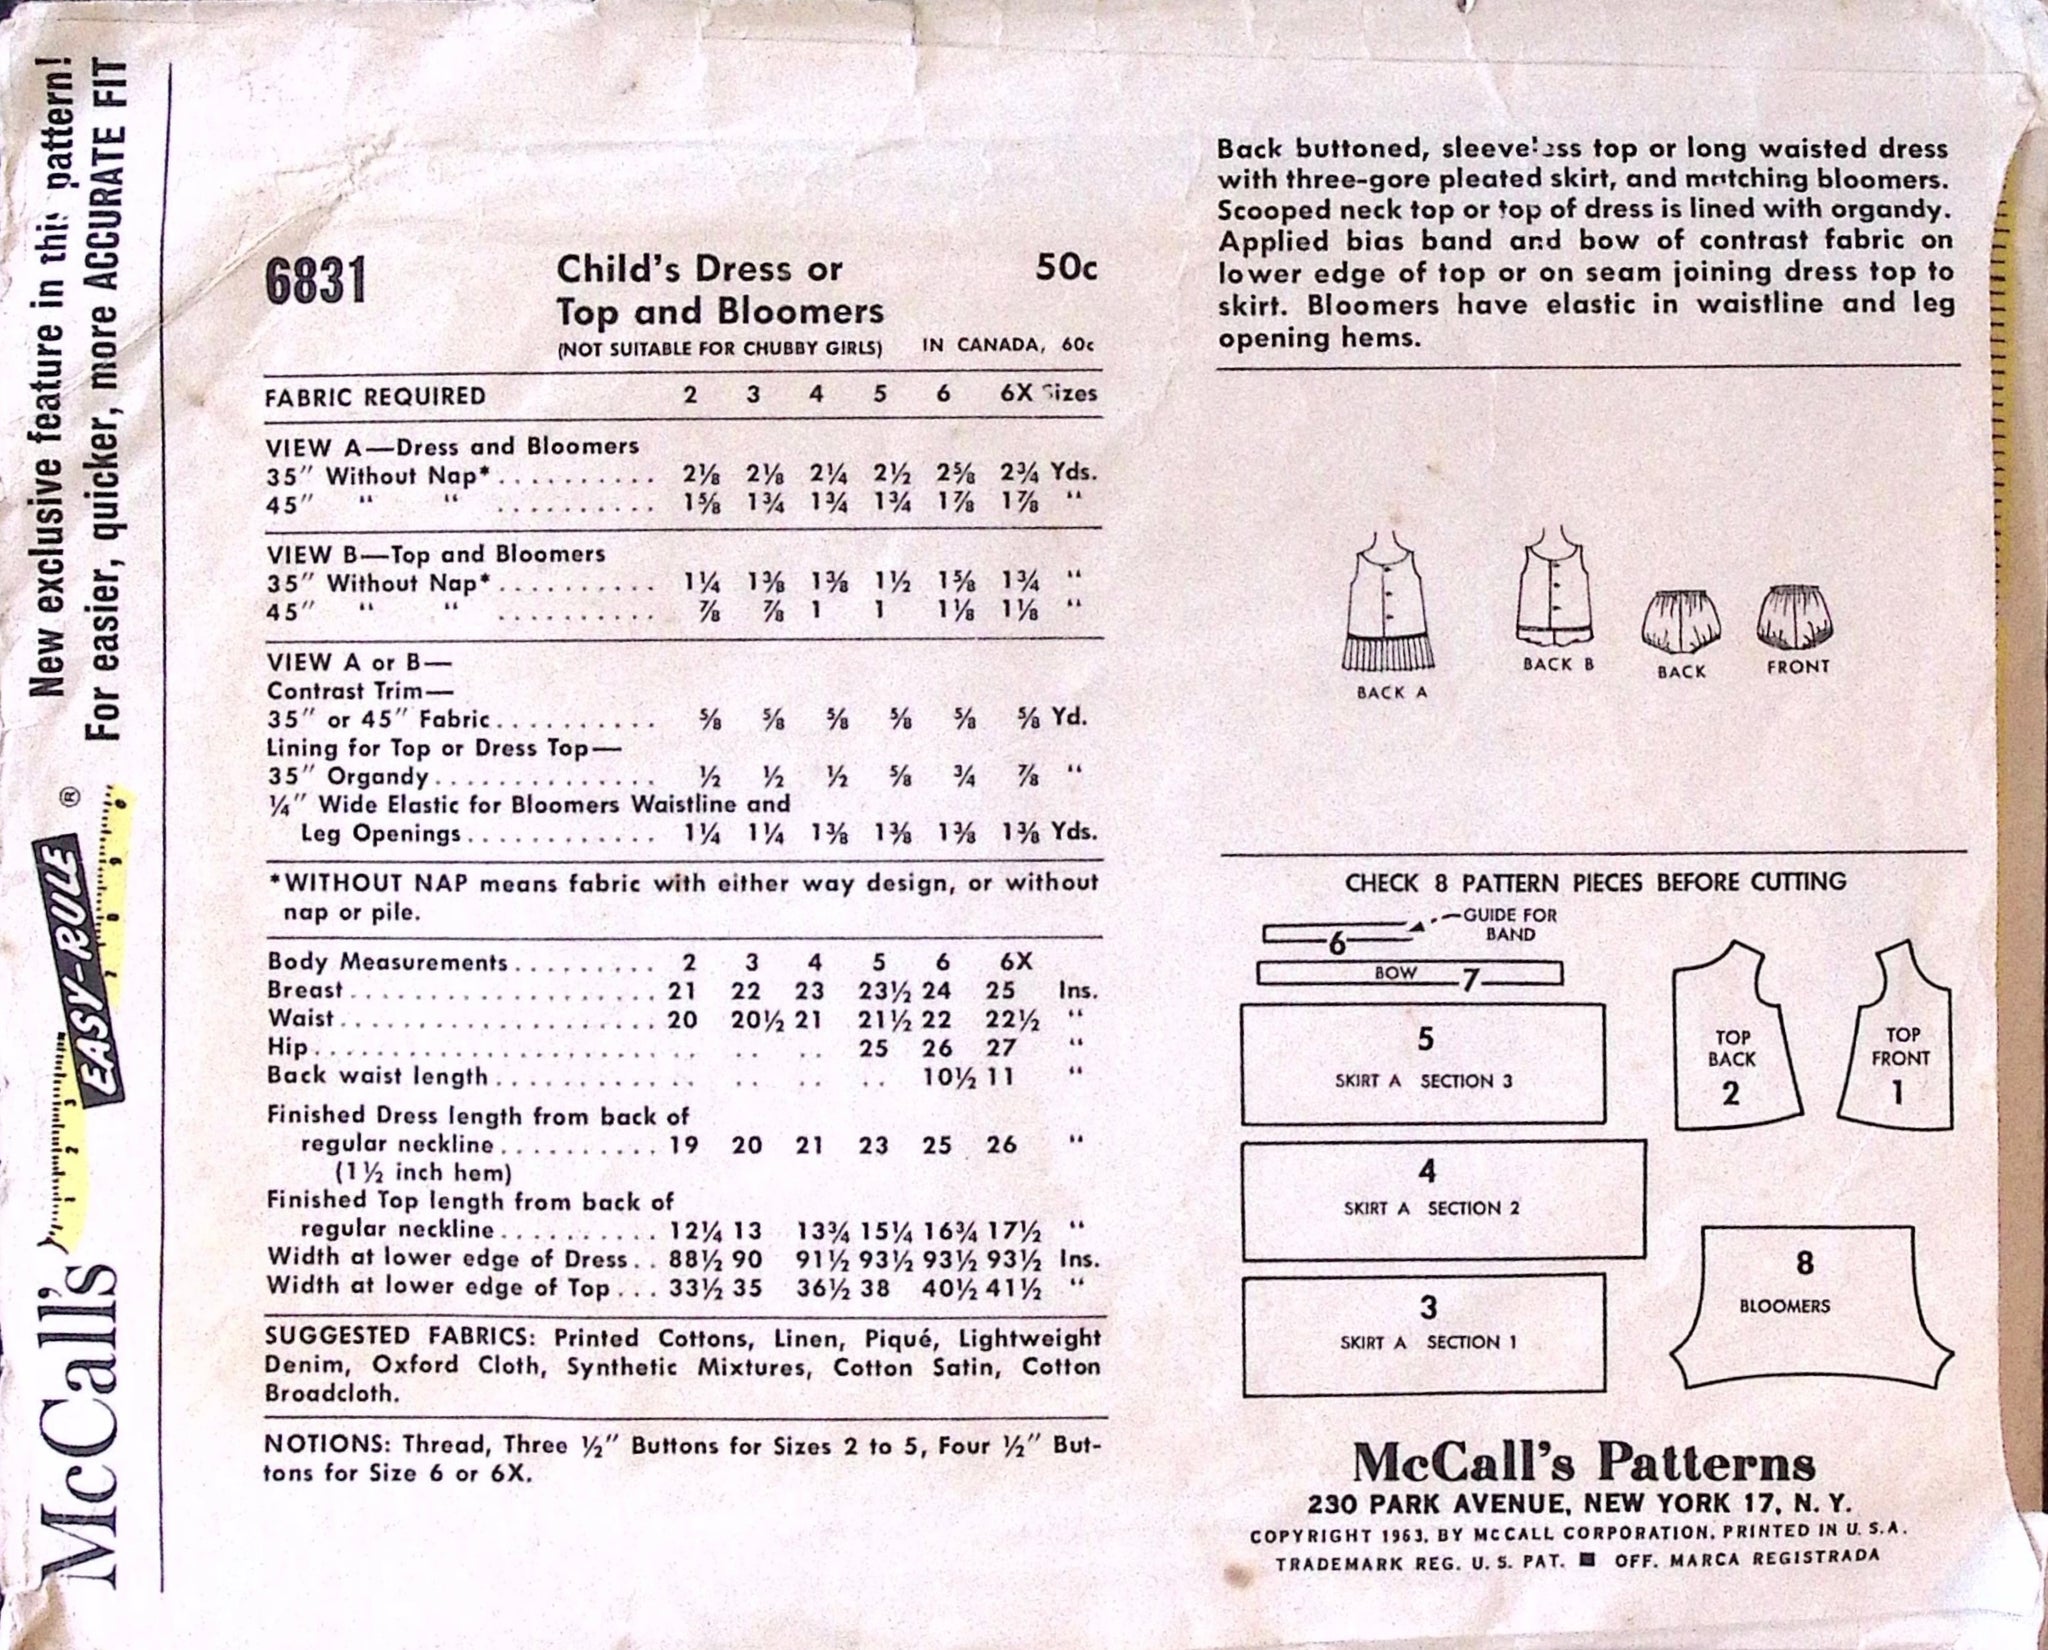 New exclusive feature in this pattern!
For easier, quicker, more ACCURATE FIT
McCall's
EASY-RULE ®
1 2 3
7 8 9
6831
Child's Dress or
Top and Bloomers
50c
(NOT SUITABLE FOR CHUBBY GIRLS) IN CANADA, 60c
FABRIC REQUIRED 2 3 4 5 6 6X Sizes
VIEW A—Dress and Bloomers
35" Without Nap*.......... 2⅛ 2⅛ 2¼ 2½ 2⅝ 2¾ Yds.
45" " " .......... 1⅝ 1¾ 1¾ 1¾ 1⅞ 1⅞ "
VIEW B—Top and Bloomers
35" Without Nap*.......... 1¼ 1⅜ 1⅜ 1½ 1⅝ 1¾ "
45" " " .......... ⅞ ⅞ 1 1 1⅛ 1⅛ "
VIEW A or B—
Contrast Trim—
35" or 45" Fabric.......... ⅝ ⅝ ⅝ ⅝ ⅝ ⅝ Yd.
Lining for Top or Dress Top—
35" Organdy.............. ½ ½ ½ ⅝ ¾ ⅞ "
¼" Wide Elastic for Bloomers Waistline and
Leg Openings............ 1¼ 1¼ 1⅜ 1⅜ 1⅜ 1⅜ Yds.
*WITHOUT NAP means fabric with either way design, or without
nap or pile.
Body Measurements......... 2 3 4 5 6 6X
Breast.................... 21 22 23 23½ 24 25 Ins.
Waist..................... 20 20½ 21 21½ 22 22½ "
Hip....................... .. .. 25 26 27 "
Back waist length............ .. .. .. 10½ 11 "
Finished Dress length from back of
regular neckline.......... 19 20 21 23 25 26 "
(1½ inch hem)
Finished Top length from back of
regular neckline.......... 12¼ 13 13¾ 15¼ 16¾ 17½ "
Width at lower edge of Dress.. 88½ 90 91½ 93½ 93½ 93½ Ins.
Width at lower edge of Top... 33½ 35 36½ 38 40½ 41½ "
SUGGESTED FABRICS: Printed Cottons, Linen, Piqué, Lightweight
Denim, Oxford Cloth, Synthetic Mixtures, Cotton Satin, Cotton
Broadcloth.
NOTIONS: Thread, Three ½" Buttons for Sizes 2 to 5, Four ½" But-
tons for Size 6 or 6X.
Back buttoned, sleeveless top or long waisted dress
with three-gore pleated skirt, and matching bloomers.
Scooped neck top or top of dress is lined with organdy.
Applied bias band and bow of contrast fabric on
lower edge of top or on seam joining dress top to
skirt. Bloomers have elastic in waistline and leg
opening hems.
BACK A
BACK B
BACK
FRONT
CHECK 8 PATTERN PIECES BEFORE CUTTING
GUIDE FOR
BAND
6
BOW 7
5
SKIRT A SECTION 3
4
SKIRT A SECTION 2
3
SKIRT A SECTION 1
TOP
BACK
2
TOP
FRONT
1
8
BLOOMERS
McCall's Patterns
230 PARK AVENUE, NEW YORK 17, N. Y.
COPYRIGHT 1963, BY McCALL CORPORATION, PRINTED IN U. S. A.
TRADEMARK REG. U. S. PAT. ■ OFF. MARCA REGISTRADA